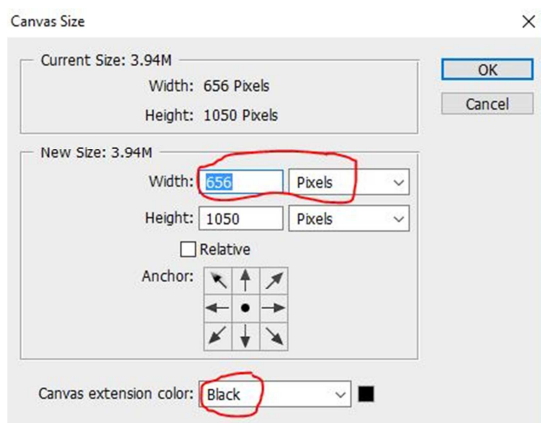 Canvas Size
Current Size: 3.94M
OK
Width: 656 Pixels
Cancel
Height: 1050 Pixels
New Size: 3.94M
Width: 656 Pixels
Height: 1050 Pixels
Relative
Anchor:
Canvas extension color: Black